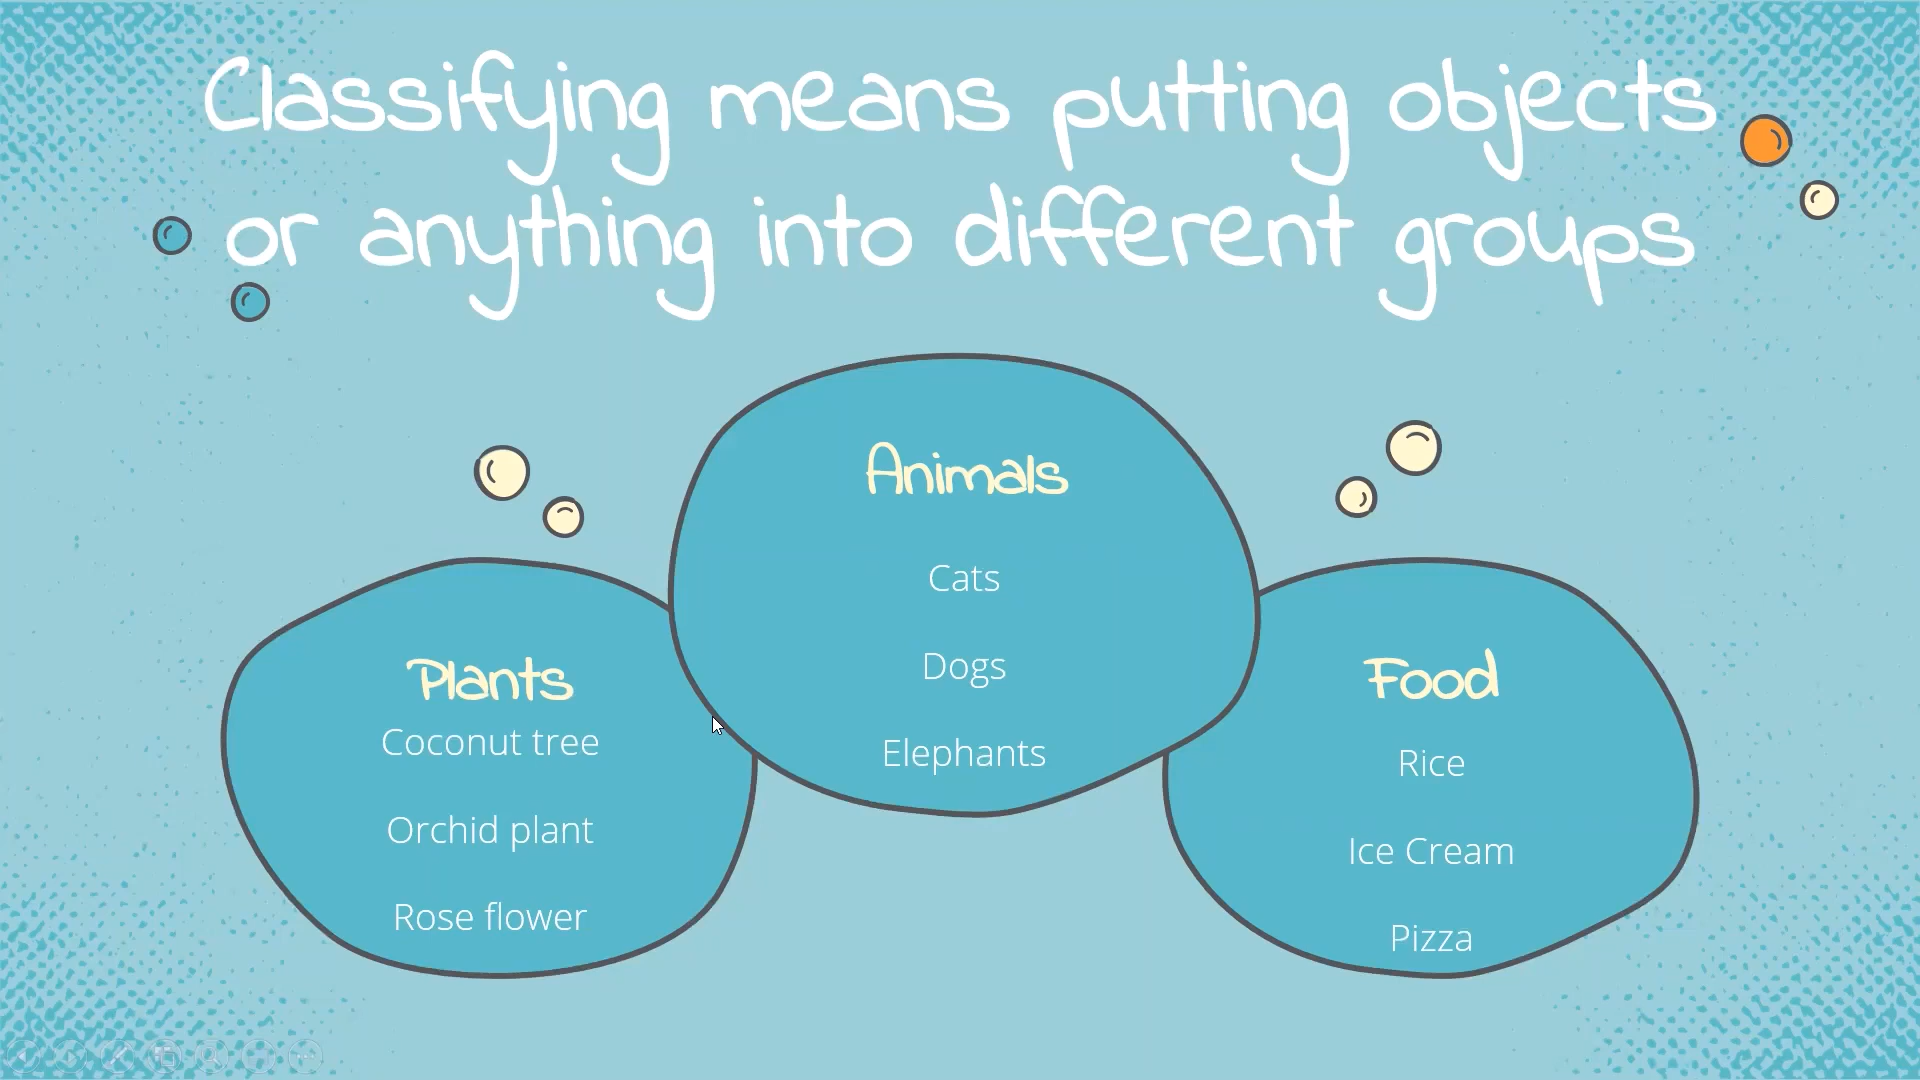 Classifying means putting objects
or anything into different groups
Animals
Cats
Dogs
Elephants
Plants
Coconut tree
Orchid plant
Rose flower
Food
Rice
Ice Cream
Pizza